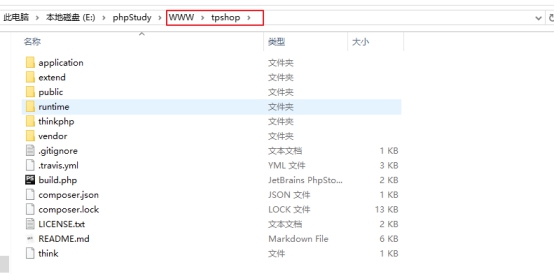 此电脑 › 本地磁盘 (E:) › phpStudy › WWW › tpshop ›
名称 类型 大小
application 文件夹
extend 文件夹
public 文件夹
runtime 文件夹
thinkphp 文件夹
vendor 文件夹
.gitignore 文本文档 1 KB
.travis.yml YML 文件 3 KB
build.php JetBrains PhpSto... 2 KB
composer.json JSON 文件 1 KB
composer.lock LOCK 文件 13 KB
LICENSE.txt 文本文档 2 KB
README.md Markdown File 6 KB
think 文件 1 KB